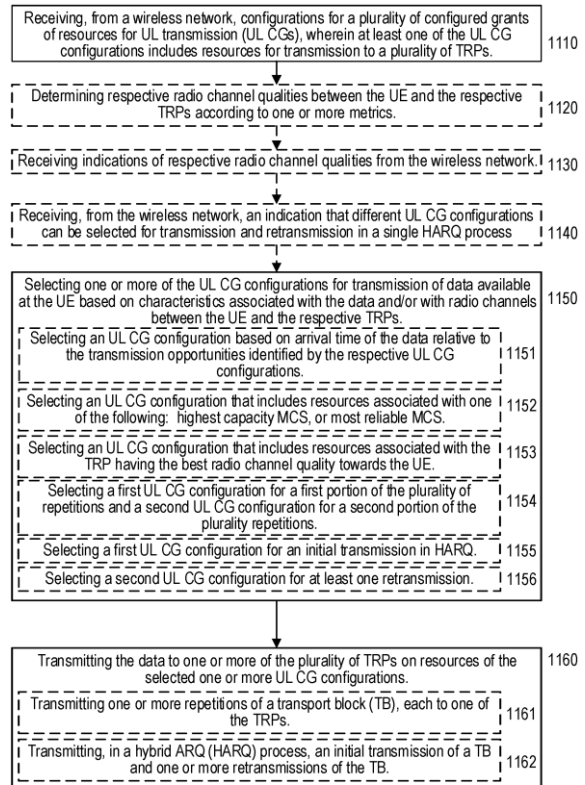 Receiving, from a wireless network, configurations for a plurality of configured grants
of resources for UL transmission (UL CGs), wherein at least one of the UL CG
configurations includes resources for transmission to a plurality of TRPs.
1110
Determining respective radio channel qualities between the UE and the respective
TRPs according to one or more metrics.
1120
Receiving indications of respective radio channel qualities from the wireless network.
1130
Receiving, from the wireless network, an indication that different UL CG configurations
can be selected for transmission and retransmission in a single HARQ process
1140
Selecting one or more of the UL CG configurations for transmission of data available
at the UE based on characteristics associated with the data and/or with radio channels
between the UE and the respective TRPs.
1150
Selecting an UL CG configuration based on arrival time of the data relative to
the transmission opportunities identified by the respective UL CG
configurations.
1151
Selecting an UL CG configuration that includes resources associated with one
of the following: highest capacity MCS, or most reliable MCS.
1152
Selecting an UL CG configuration that includes resources associated with the
TRP having the best radio channel quality towards the UE.
1153
Selecting a first UL CG configuration for a first portion of the plurality of
repetitions and a second UL CG configuration for a second portion of the
plurality repetitions.
1154
Selecting a first UL CG configuration for an initial transmission in HARQ.
1155
Selecting a second UL CG configuration for at least one retransmission.
1156
Transmitting the data to one or more of the plurality of TRPs on resources of the
selected one or more UL CG configurations.
1160
Transmitting one or more repetitions of a transport block (TB), each to one of
the TRPs.
1161
Transmitting, in a hybrid ARQ (HARQ) process, an initial transmission of a TB
and one or more retransmissions of the TB.
1162